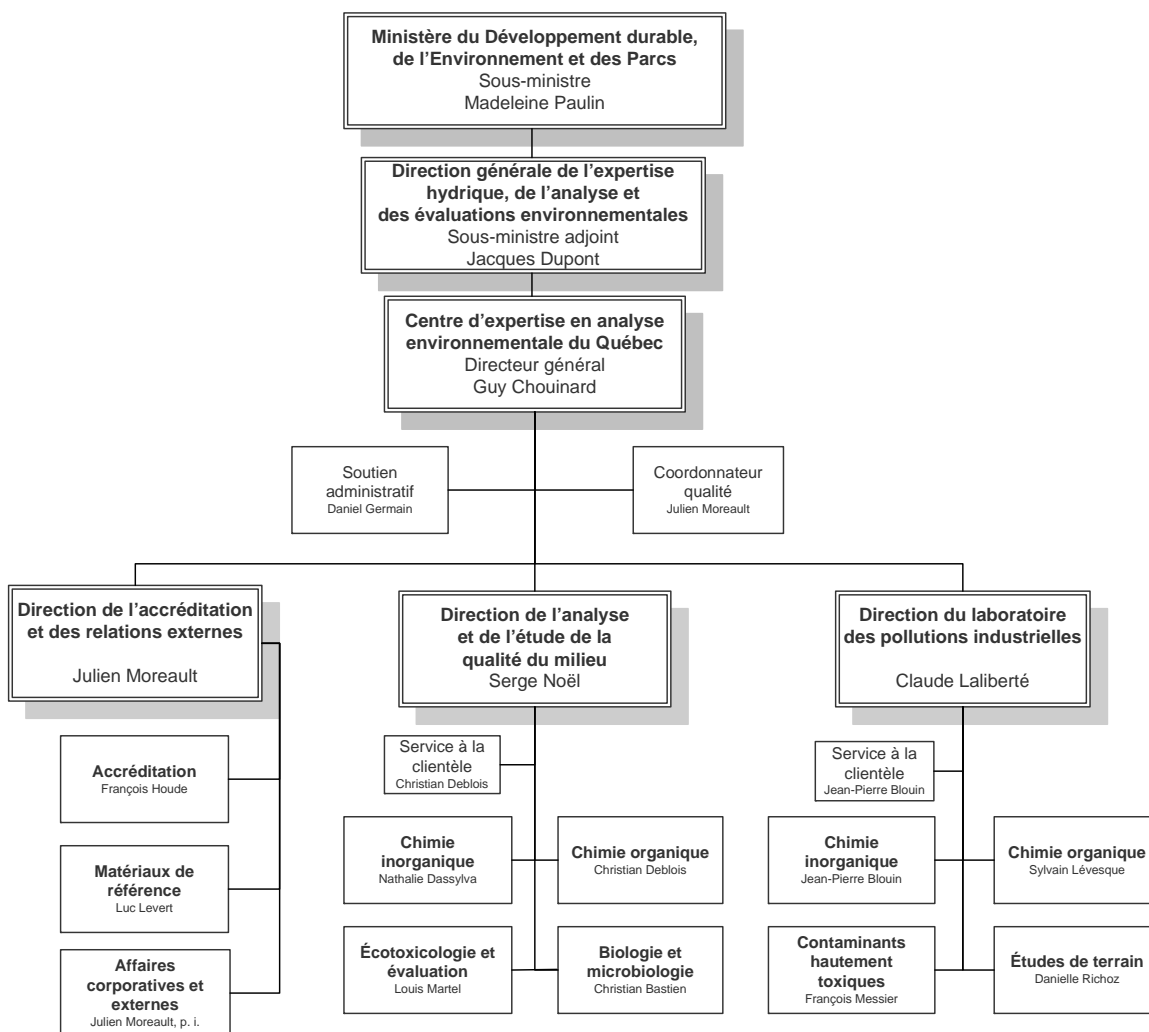 Ministère du Développement durable,
de l'Environnement et des Parcs
Sous-ministre
Madeleine Paulin
Direction générale de l'expertise
hydrique, de l'analyse et
des évaluations environnementales
Sous-ministre adjoint
Jacques Dupont
Centre d'expertise en analyse
environnementale du Québec
Directeur général
Guy Chouinard
Soutien
administratif
Daniel Germain
Coordonnateur
qualité
Julien Moreault
Direction de l'accréditation
et des relations externes
Julien Moreault
Accréditation
François Houde
Matériaux de
référence
Luc Levert
Affaires
corporatives et
externes
Julien Moreault, p. i.
Direction de l'analyse
et de l'étude de la
qualité du milieu
Serge Noël
Service à la
clientèle
Christian Deblois
Chimie
inorganique
Nathalie Dassylva
Chimie organique
Christian Deblois
Écotoxicologie et
évaluation
Louis Martel
Biologie et
microbiologie
Christian Bastien
Direction du laboratoire
des pollutions industrielles
Claude Laliberté
Service à la
clientèle
Jean-Pierre Blouin
Chimie
inorganique
Jean-Pierre Blouin
Chimie organique
Sylvain Lévesque
Contaminants
hautement
toxiques
François Messier
Études de terrain
Danielle Richoz